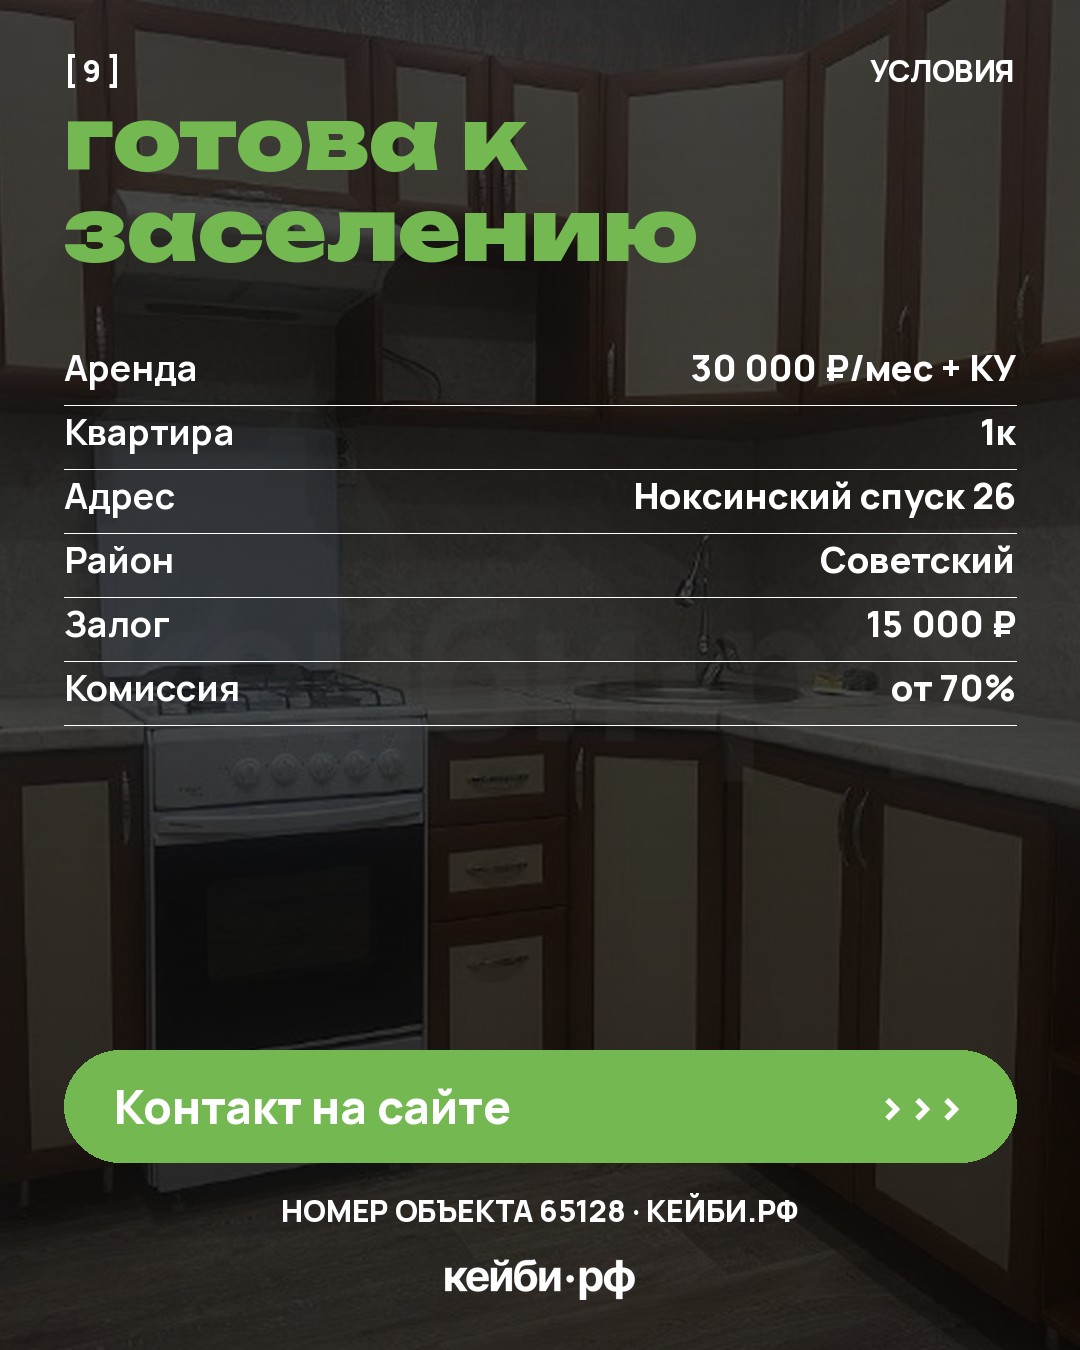 [ 9 ]
УСЛОВИЯ
готова к
заселению
Аренда 30 000 ₽/мес + КУ
Квартира 1к
Адрес Ноксинский спуск 26
Район Советский
Залог 15 000 ₽
Комиссия от 70%
Контакт на сайте >>>
НОМЕР ОБЪЕКТА 65128 · КЕЙБИ.РФ
кейби·рф